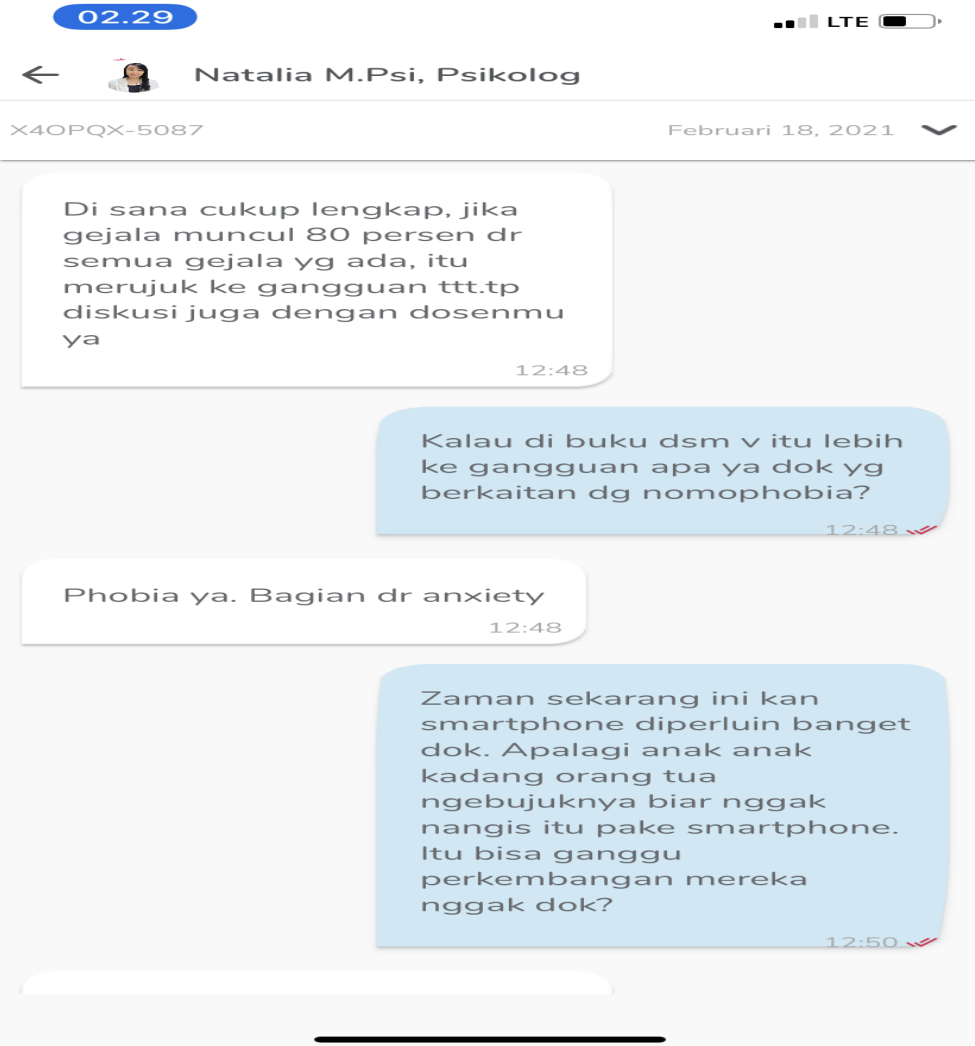 02.29
LTE
Natalia M.Psi, Psikolog
X4OPQX-5087
Februari 18, 2021
Di sana cukup lengkap, jika
gejala muncul 80 persen dr
semua gejala yg ada, itu
merujuk ke gangguan ttt.tp
diskusi juga dengan dosenmu
ya
12:48
Kalau di buku dsm v itu lebih
ke gangguan apa ya dok yg
berkaitan dg nomophobia?
12:48
Phobia ya. Bagian dr anxiety
12:48
Zaman sekarang ini kan
smartphone diperluin banget
dok. Apalagi anak anak
kadang orang tua
ngebujuknya biar nggak
nangis itu pake smartphone.
Itu bisa ganggu
perkembangan mereka
nggak dok?
12:50